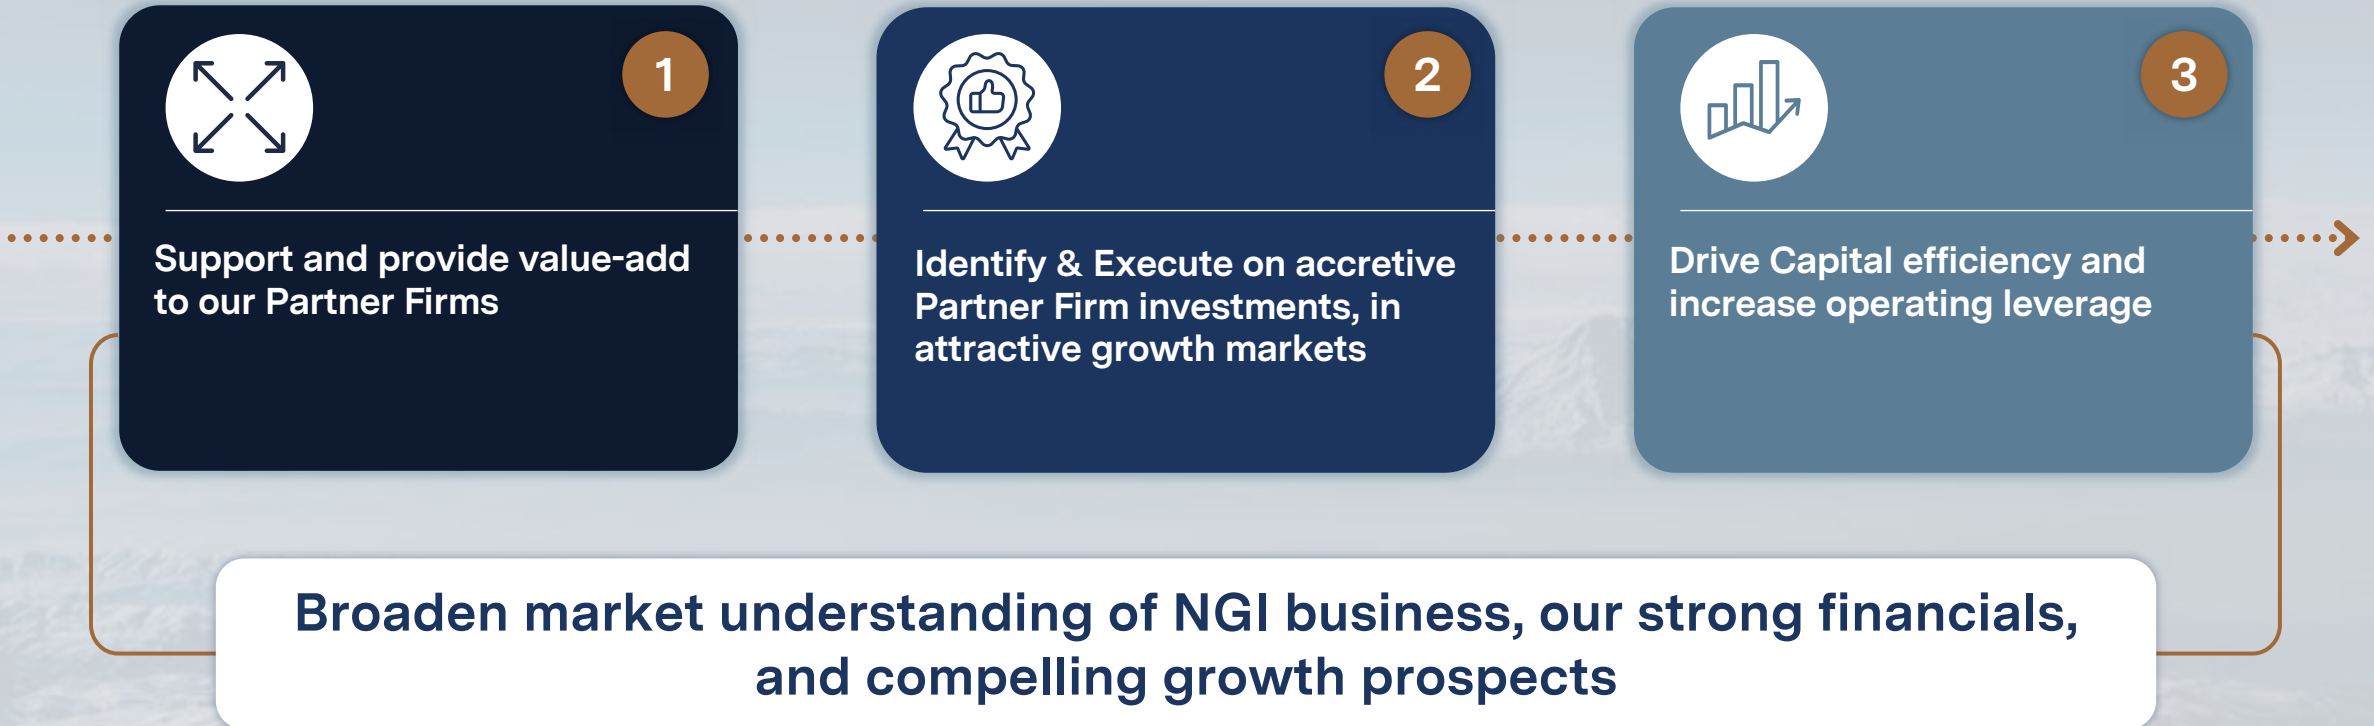 1
Support and provide value-add
to our Partner Firms
2
Identify & Execute on accretive
Partner Firm investments, in
attractive growth markets
3
Drive Capital efficiency and
increase operating leverage
Broaden market understanding of NGI business, our strong financials,
and compelling growth prospects